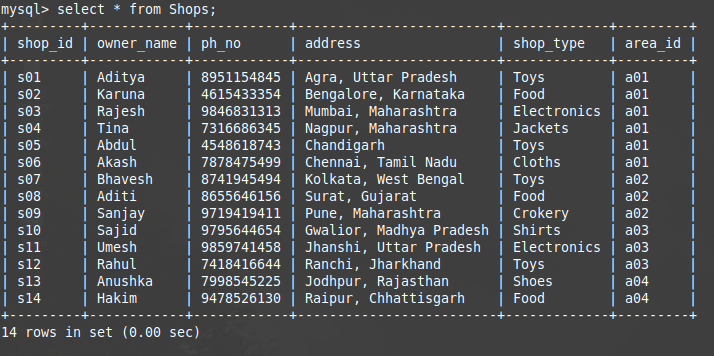 mysql> select * from Shops;
+---------+------------+------------+-----------------------+-------------+---------+
| shop_id | owner_name | ph_no      | address                 | shop_type   | area_id |
+---------+------------+------------+-------------------------+-------------+---------+
| s01     | Aditya     | 8951154845 | Agra, Uttar Pradesh     | Toys        | a01     |
| s02     | Karuna     | 4615433354 | Bengalore, Karnataka    | Food        | a01     |
| s03     | Rajesh     | 9846831313 | Mumbai, Maharashtra     | Electronics | a01     |
| s04     | Tina       | 7316686345 | Nagpur, Maharashtra     | Jackets     | a01     |
| s05     | Abdul      | 4548618743 | Chandigarh              | Toys        | a01     |
| s06     | Akash      | 7878475499 | Chennai, Tamil Nadu     | Cloths      | a01     |
| s07     | Bhavesh    | 8741945494 | Kolkata, West Bengal    | Toys        | a02     |
| s08     | Aditi      | 8655646156 | Surat, Gujarat          | Food        | a02     |
| s09     | Sanjay     | 9719419411 | Pune, Maharashtra       | Crokery     | a02     |
| s10     | Sajid      | 9795644654 | Gwalior, Madhya Pradesh | Shirts      | a03     |
| s11     | Umesh      | 9859741458 | Jhanshi, Uttar Pradesh  | Electronics | a03     |
| s12     | Rahul      | 7418416644 | Ranchi, Jharkhand       | Toys        | a03     |
| s13     | Anushka    | 7998545225 | Jodhpur, Rajasthan      | Shoes       | a04     |
| s14     | Hakim      | 9478526130 | Raipur, Chhattisgarh    | Food        | a04     |
+---------+------------+------------+-------------------------+-------------+---------+
14 rows in set (0.00 sec)